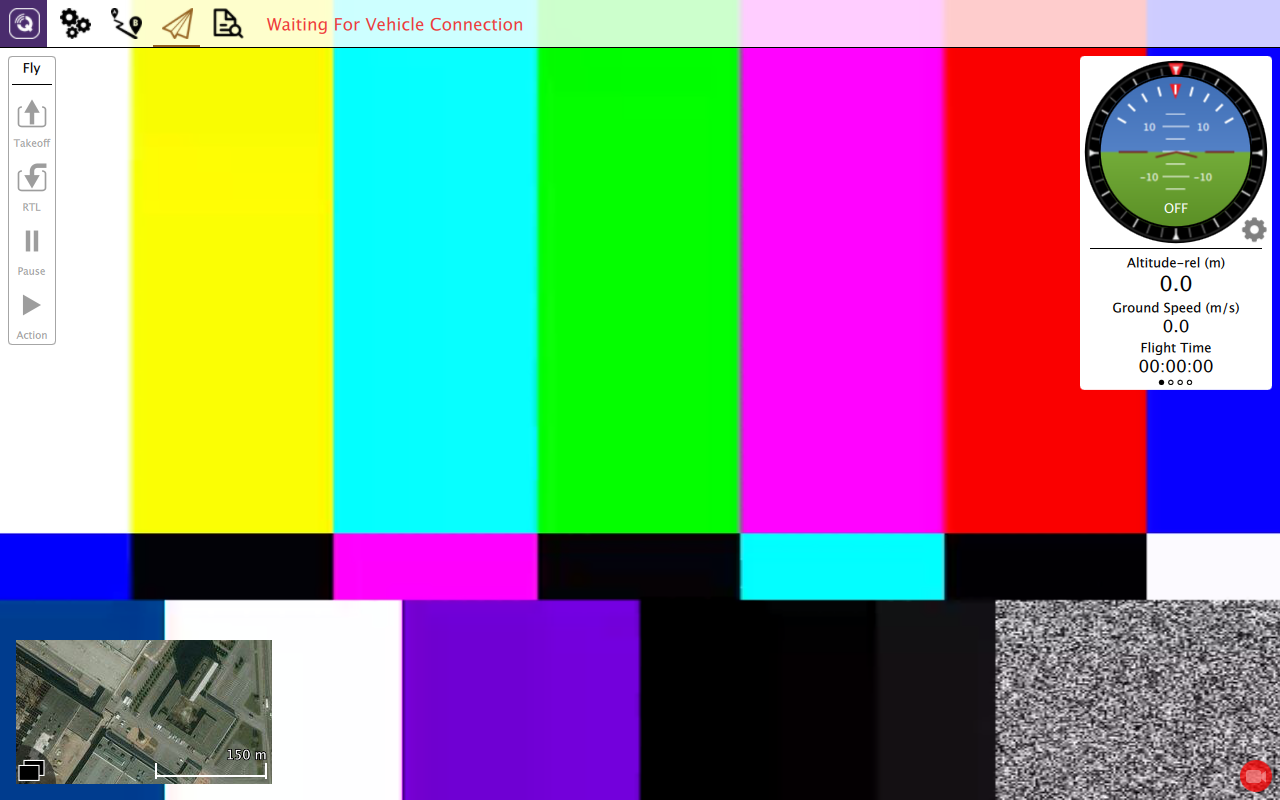 Waiting For Vehicle Connection
Fly
Takeoff
RTL
Pause
Action
10 10
-10 -10
OFF
Altitude-rel (m)
0.0
Ground Speed (m/s)
0.0
Flight Time
00:00:00
150 m